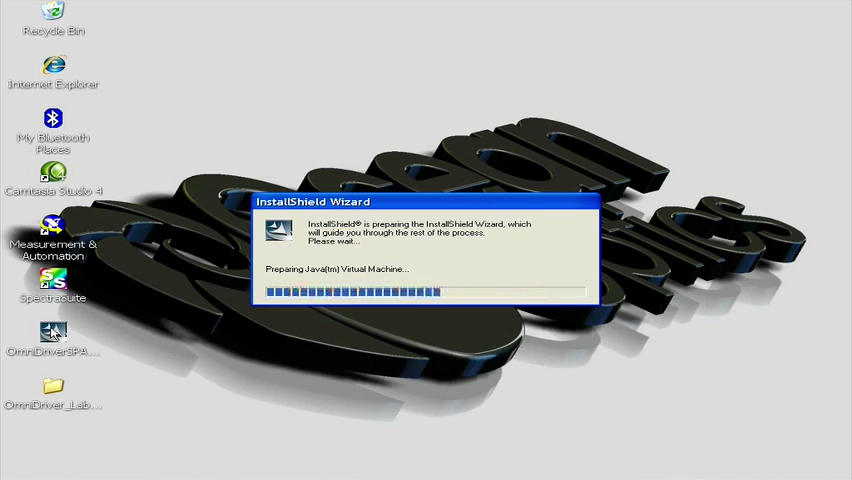 Recycle Bin
Internet Explorer
My Bluetooth
Places
Camtasia Studio 4
Measurement &
Automation
SpectraSuite
OmniDriverSPA...
OmniDriver_Lab...
InstallShield Wizard
InstallShield® is preparing the InstallShield Wizard, which
will guide you through the rest of the process.
Please wait...
Preparing Java(tm) Virtual Machine...